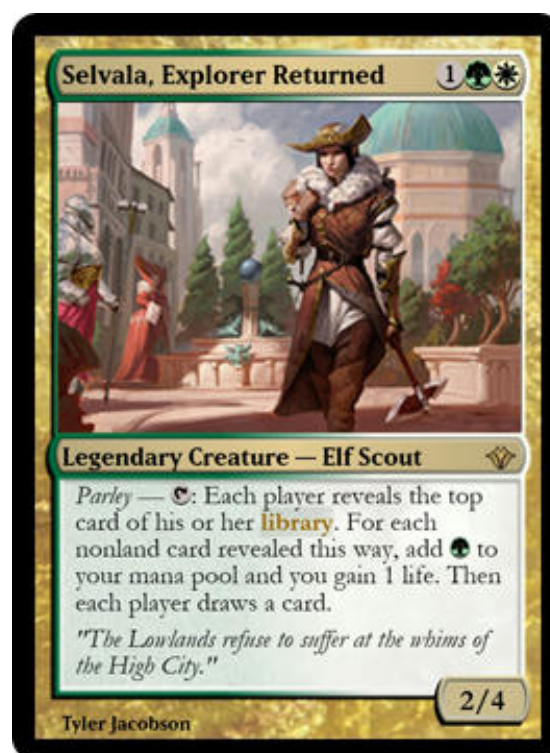 Selvala, Explorer Returned 1
Legendary Creature — Elf Scout
Parley — : Each player reveals the top
card of his or her library. For each
nonland card revealed this way, add to
your mana pool and you gain 1 life. Then
each player draws a card.
"The Lowlands refuse to suffer at the whims of
the High City."
2/4
Tyler Jacobson